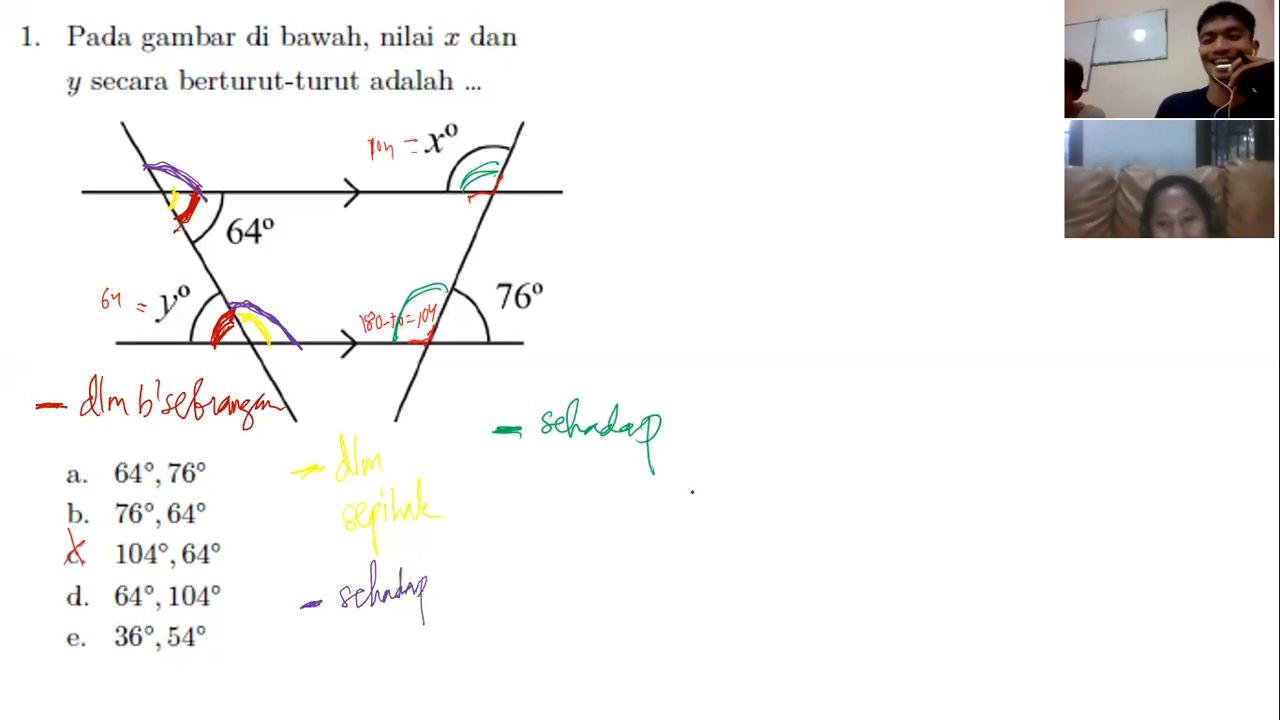 1. Pada gambar di bawah, nilai x dan
y secara berturut-turut adalah ...
104 = x°
64°
64 = y°
180-76=104
76°
- dlm b'sebrangan
- sehadap
a. 64°, 76°
b. 76°, 64°
c. 104°, 64°
d. 64°, 104°
e. 36°, 54°
- dlm
sepihak
- sehadap